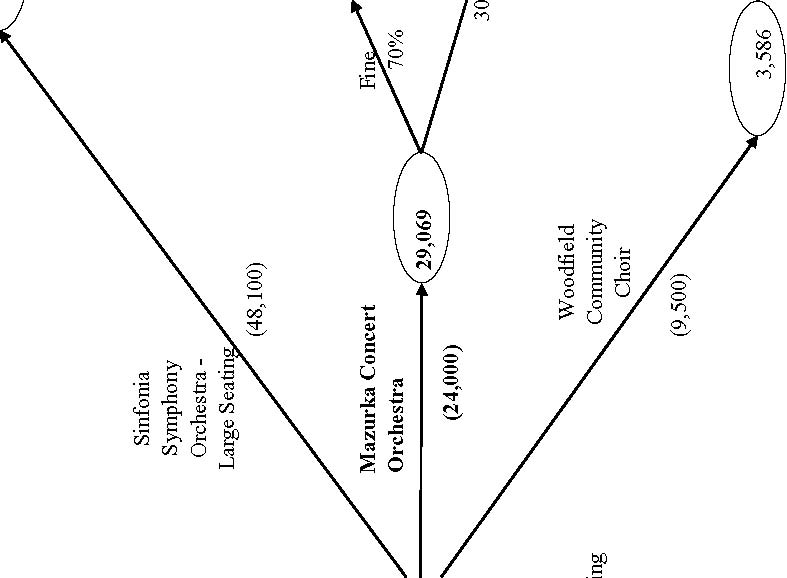 Sinfonia
Symphony
Orchestra -
Large Seating
(48,100)
Fine
70%
30
29,069
Mazurka Concert
Orchestra
(24,000)
3,586
Woodfield
Community
Choir
(9,500)
ing